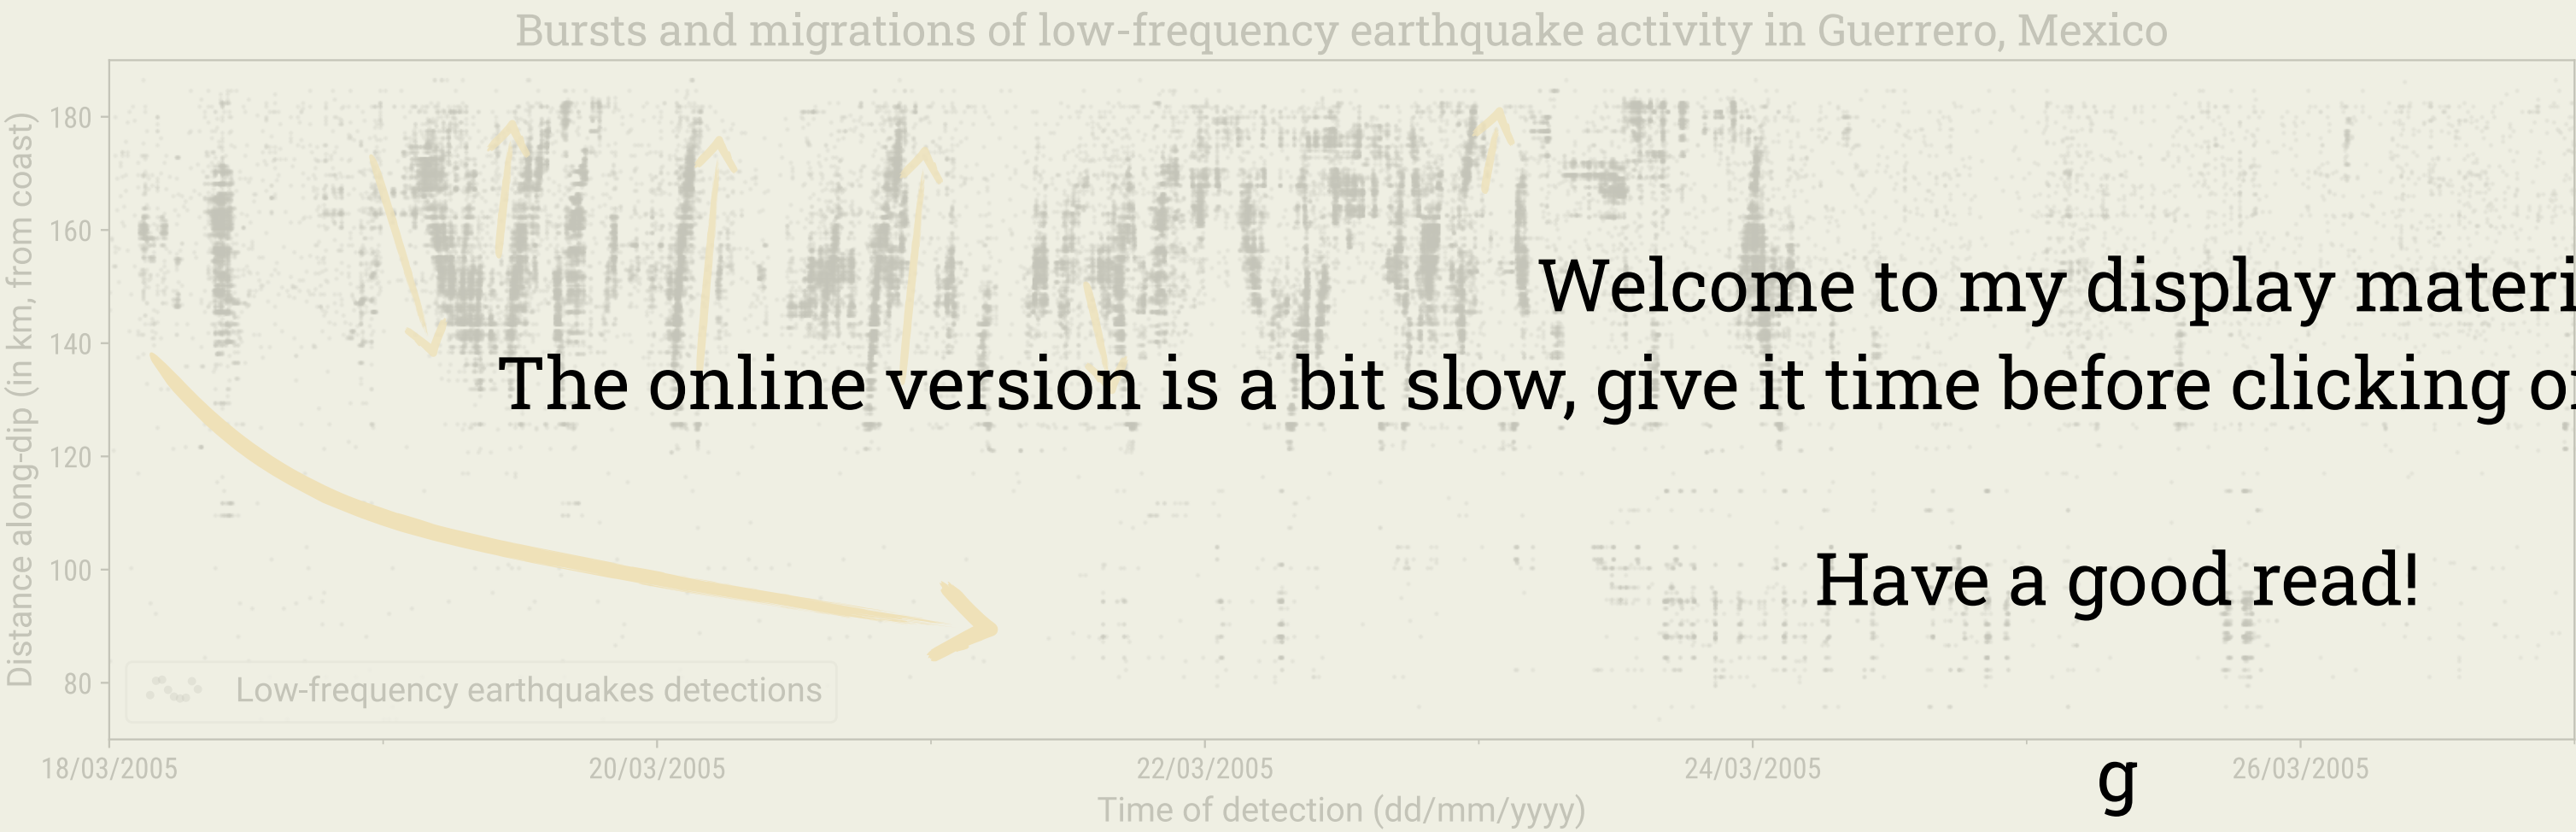 Bursts and migrations of low-frequency earthquake activity in Guerrero, Mexico
Distance along-dip (in km, from coast)
180
160
140
120
100
80
Welcome to my display materi
The online version is a bit slow, give it time before clicking
Have a good read!
Low-frequency earthquakes detections
18/03/2005
20/03/2005
22/03/2005
24/03/2005
26/03/2005
g
Time of detection (dd/mm/yyyy)